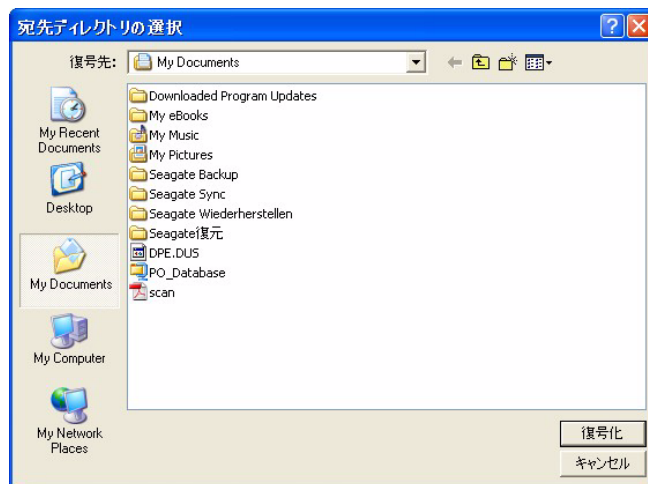 宛先ディレクトリの選択
復号先: My Documents
My Recent
Documents
Desktop
My Documents
My Computer
My Network
Places
Downloaded Program Updates
My eBooks
My Music
My Pictures
Seagate Backup
Seagate Sync
Seagate Wiederherstellen
Seagate復元
DPE.DUS
PO_Database
scan
復号化
キャンセル